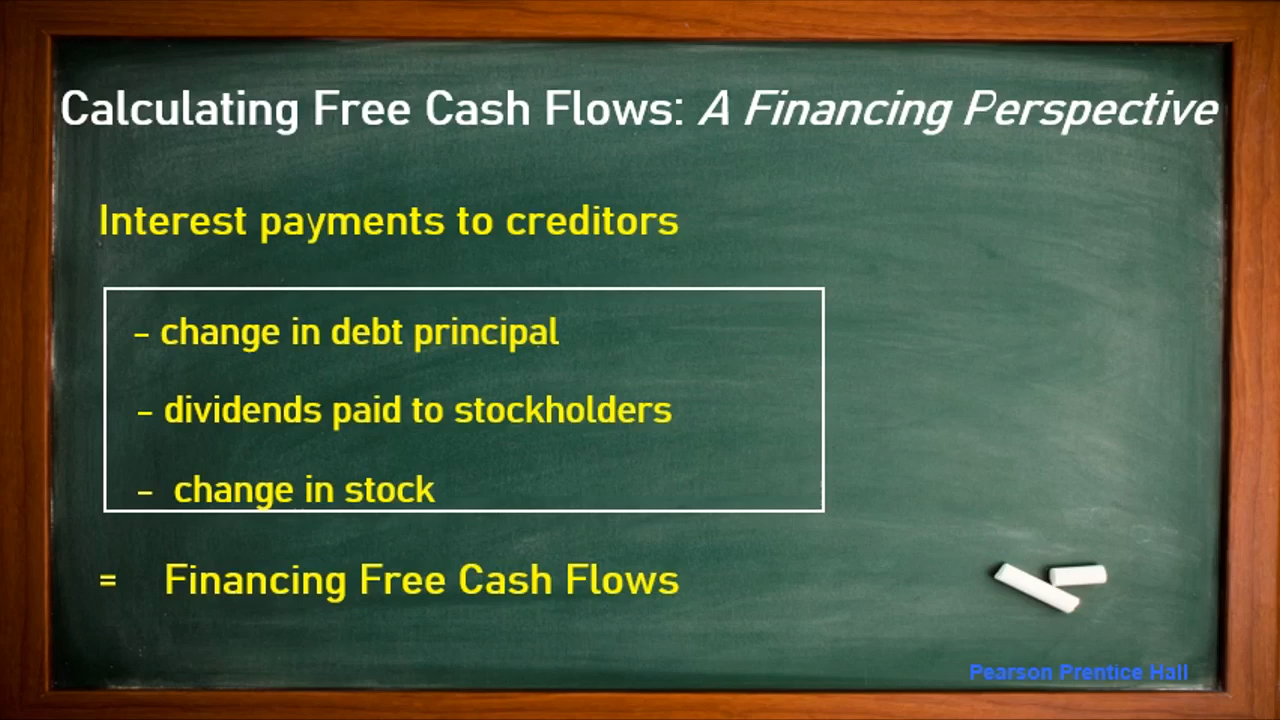 Calculating Free Cash Flows: A Financing Perspective
Interest payments to creditors
– change in debt principal
– dividends paid to stockholders
– change in stock
= Financing Free Cash Flows
Pearson Prentice Hall